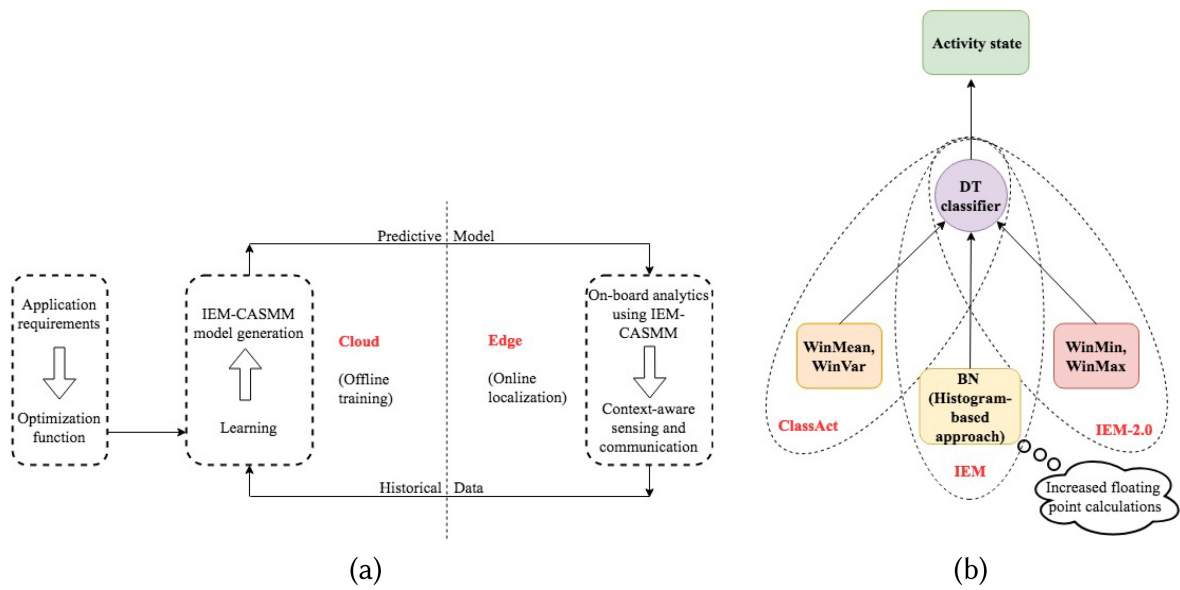 Application
requirements
Optimization
function
IEM-CASMM
model generation
Learning
Predictive Model
Cloud
(Offline
training)
Edge
(Online
localization)
Historical Data
On-board analytics
using IEM-
CASMM
Context-aware
sensing and
communication
(a)
Activity state
DT
classifier
WinMean,
WinVar
ClassAct
BN
(Histogram-
based
approach)
IEM
WinMin,
WinMax
IEM-2.0
Increased floating
point calculations
(b)